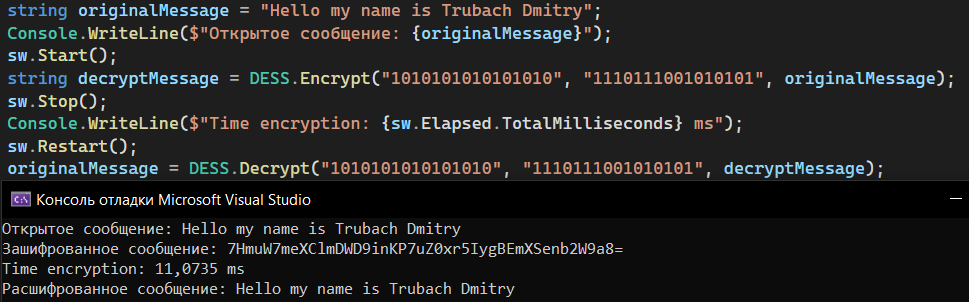 string originalMessage = "Hello my name is Trubach Dmitry";
Console.WriteLine($"Открытое сообщение: {originalMessage}");
sw.Start();
string decryptMessage = DESS.Encrypt("1010101010101010", "1110111001010101", originalMessage);
sw.Stop();
Console.WriteLine($"Time encryption: {sw.Elapsed.TotalMilliseconds} ms");
sw.Restart();
originalMessage = DESS.Decrypt("1010101010101010", "1110111001010101", decryptMessage);
C:\ Консоль отладки Microsoft Visual Studio
Открытое сообщение: Hello my name is Trubach Dmitry
Зашифрованное сообщение: 7HmuW7meXClmDWD9inKP7uZ0xr5IygBEmXSenb2W9a8=
Time encryption: 11,0735 ms
Расшифрованное сообщение: Hello my name is Trubach Dmitry